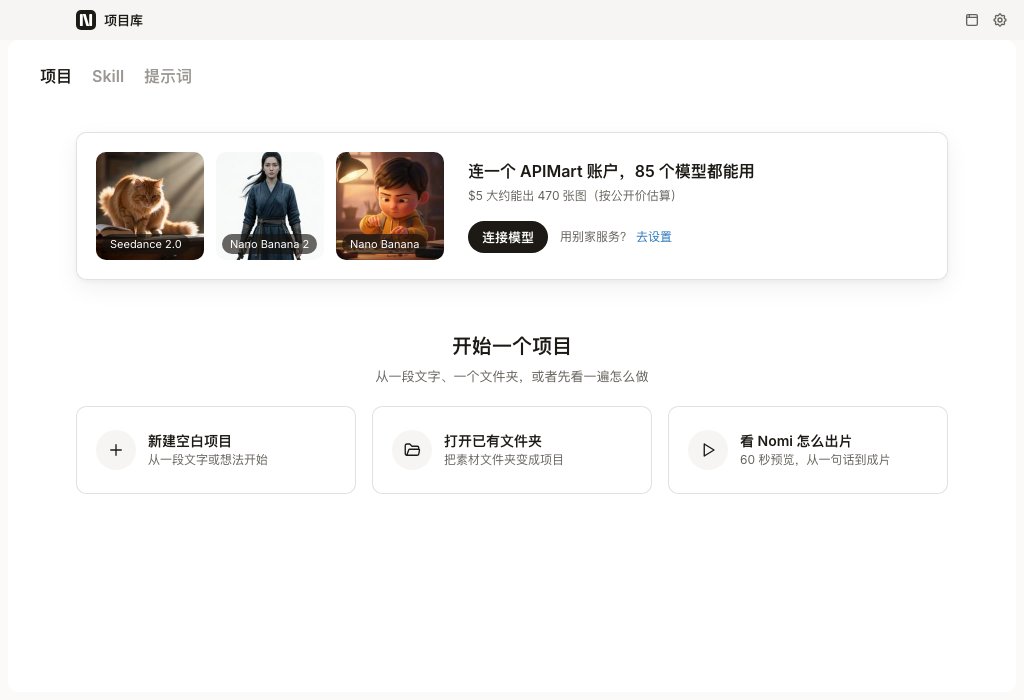 N 项目库
项目 Skill 提示词
Seedance 2.0
Nano Banana 2
Nano Banana
连一个 APIMart 账户，85 个模型都能用
$5 大约能出 470 张图（按公开价估算）
连接模型 用别家服务？ 去设置
开始一个项目
从一段文字、一个文件夹，或者先看一遍怎么做
新建空白项目
从一段文字或想法开始
打开已有文件夹
把素材文件夹变成项目
看 Nomi 怎么出片
60 秒预览，从一句话到成片